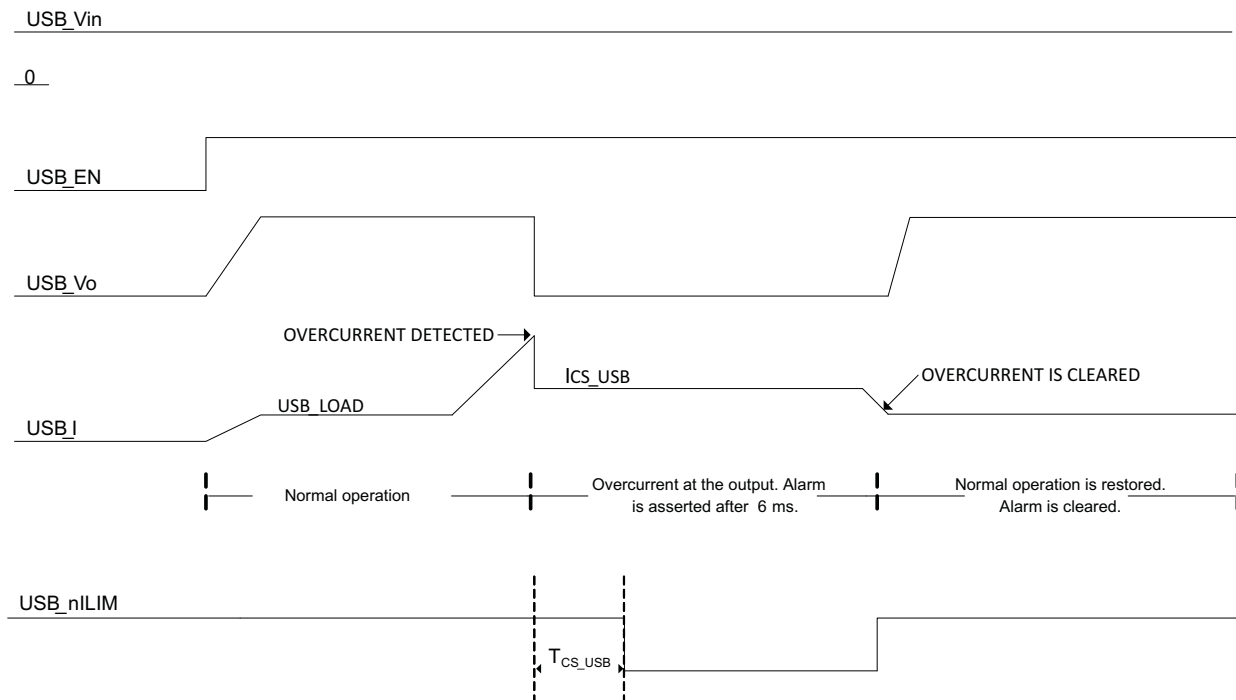 USB_Vin
0
USB_EN
USB_Vo
OVERCURRENT DETECTED
ICS_USB
OVERCURRENT IS CLEARED
USB_LOAD
USB_I
Normal operation
Overcurrent at the output. Alarm
is asserted after 6 ms.
Normal operation is restored.
Alarm is cleared.
USB_nILIM
TCS_USB